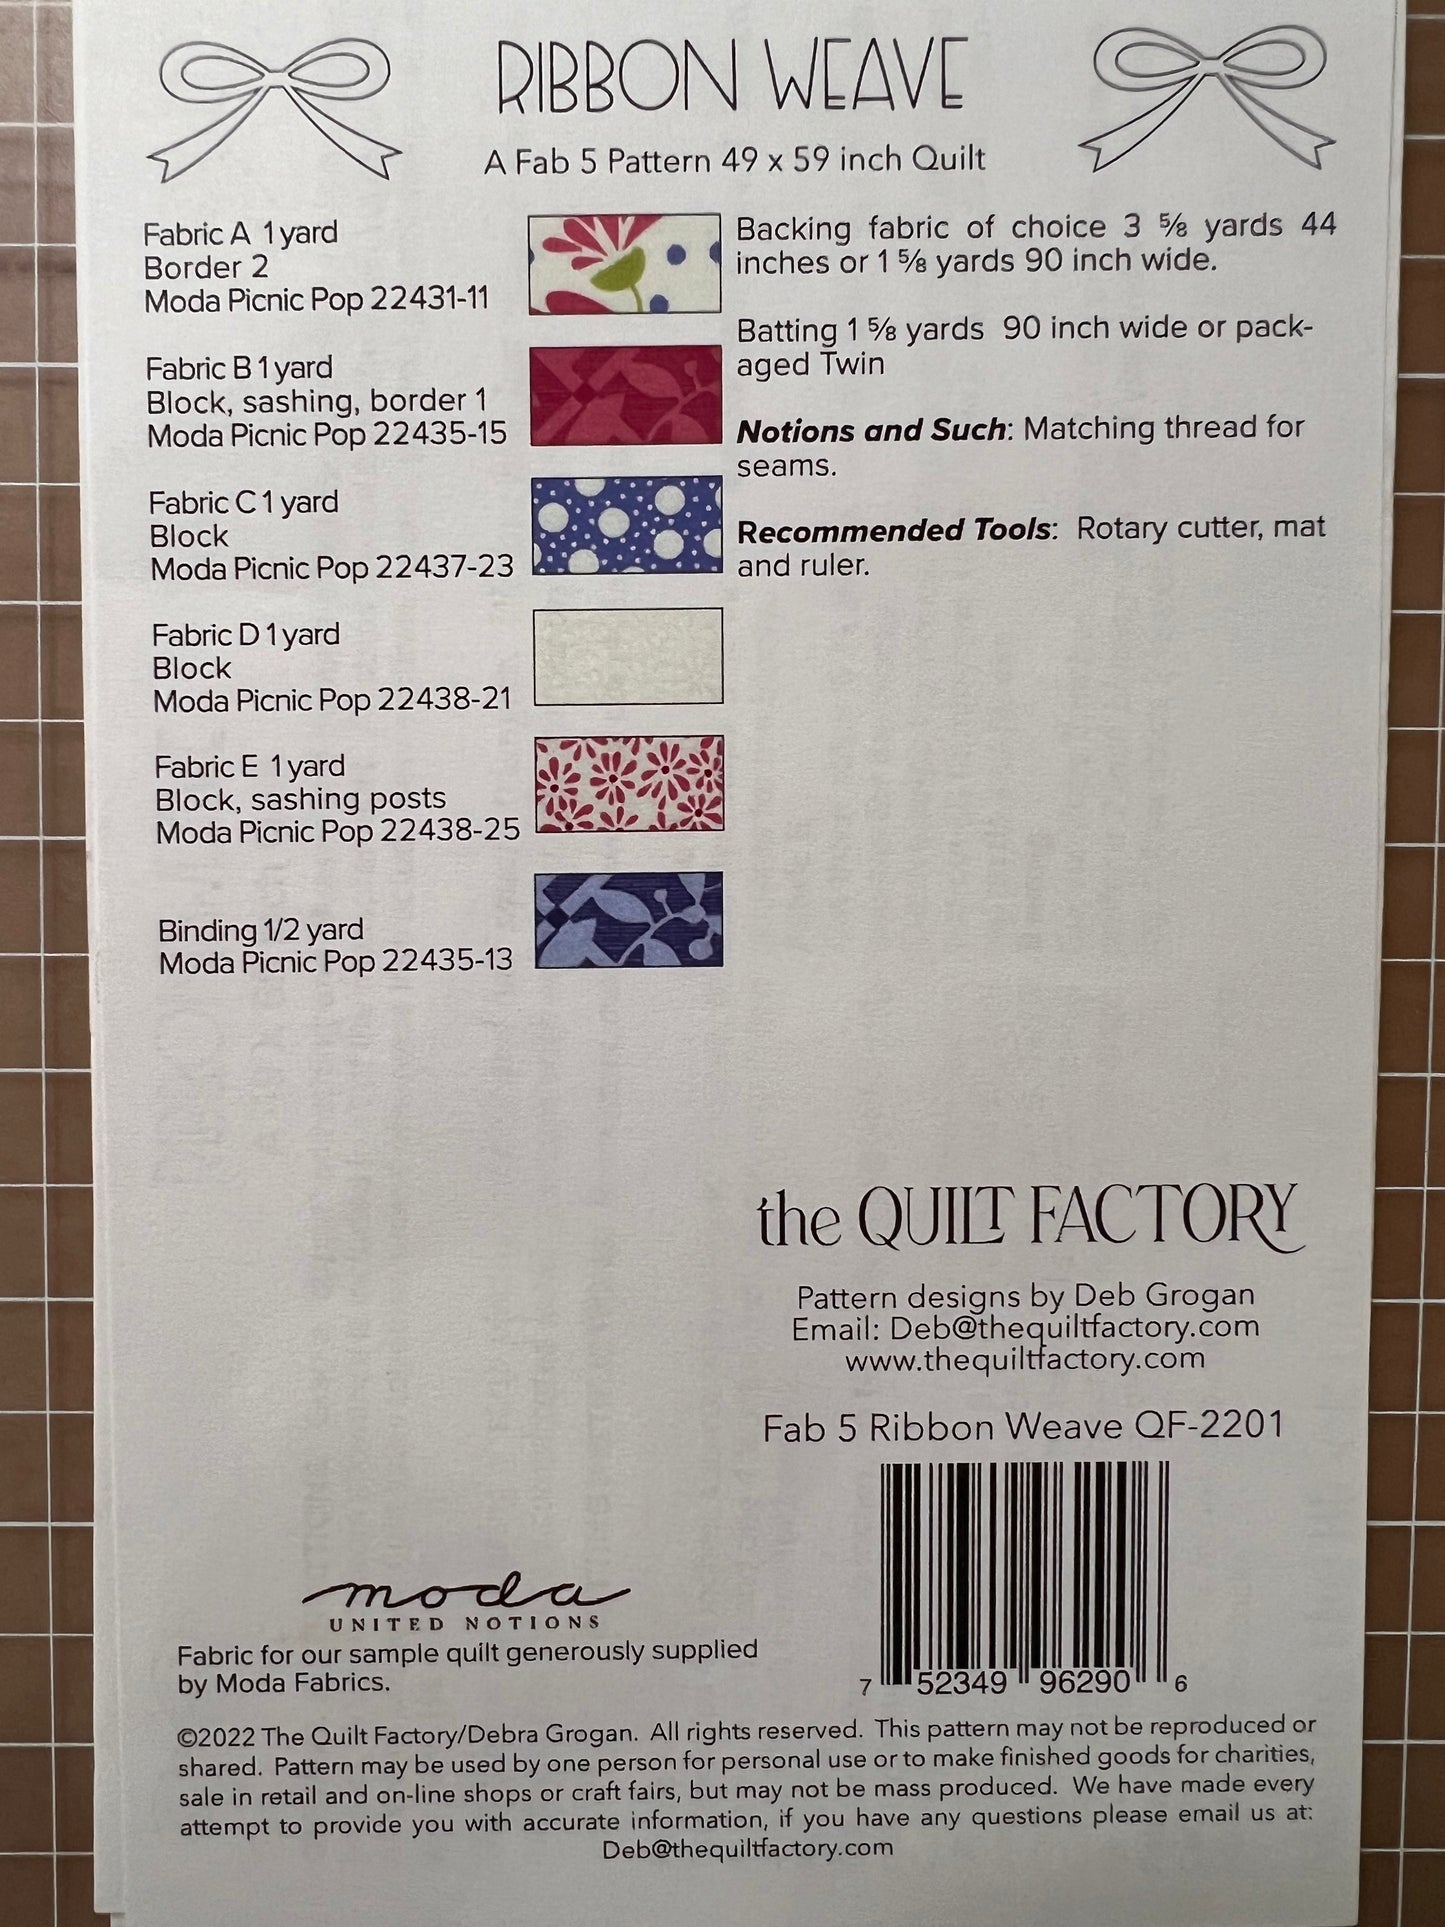 RIBBON WEAVE
A Fab 5 Pattern 49 x 59 inch Quilt
Fabric A 1 yard
Border 2
Moda Picnic Pop 22431-11
Fabric B 1 yard
Block, sashing, border 1
Moda Picnic Pop 22435-15
Fabric C 1 yard
Block
Moda Picnic Pop 22437-23
Fabric D 1 yard
Block
Moda Picnic Pop 22438-21
Fabric E 1 yard
Block, sashing posts
Moda Picnic Pop 22438-25
Binding 1/2 yard
Moda Picnic Pop 22435-13
Backing fabric of choice 3 ⅝ yards 44
inches or 1 ⅝ yards 90 inch wide.
Batting 1 ⅝ yards 90 inch wide or pack-
aged Twin
Notions and Such: Matching thread for
seams.
Recommended Tools: Rotary cutter, mat
and ruler.
the QUILT FACTORY
Pattern designs by Deb Grogan
Email: Deb@thequiltfactory.com
www.thequiltfactory.com
Fab 5 Ribbon Weave QF-2201
7 52349 96290 6
moda
UNITED NOTIONS
Fabric for our sample quilt generously supplied
by Moda Fabrics.
©2022 The Quilt Factory/Debra Grogan. All rights reserved. This pattern may not be reproduced or
shared. Pattern may be used by one person for personal use or to make finished goods for charities,
sale in retail and on-line shops or craft fairs, but may not be mass produced. We have made every
attempt to provide you with accurate information, if you have any questions please email us at:
Deb@thequiltfactory.com